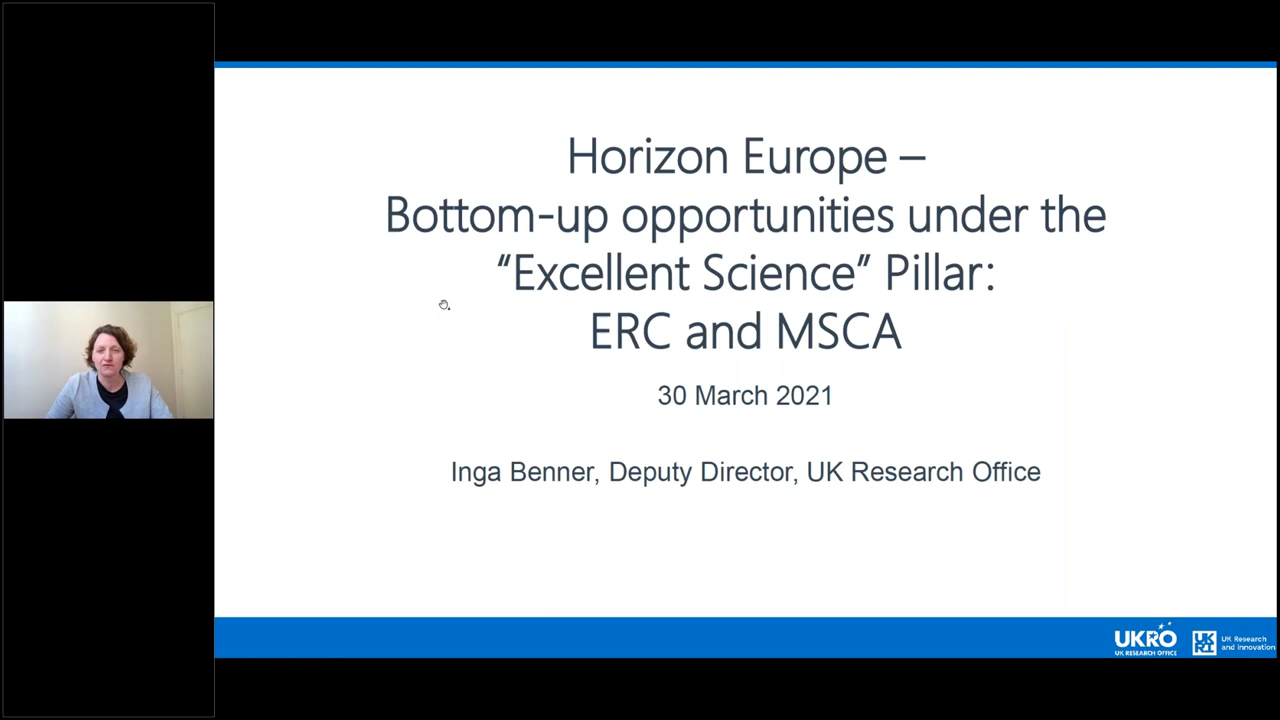 Horizon Europe –
Bottom-up opportunities under the
“Excellent Science” Pillar:
ERC and MSCA
30 March 2021
Inga Benner, Deputy Director, UK Research Office
UKRO
UK RESEARCH OFFICE
UKRI
UK Research
and Innovation